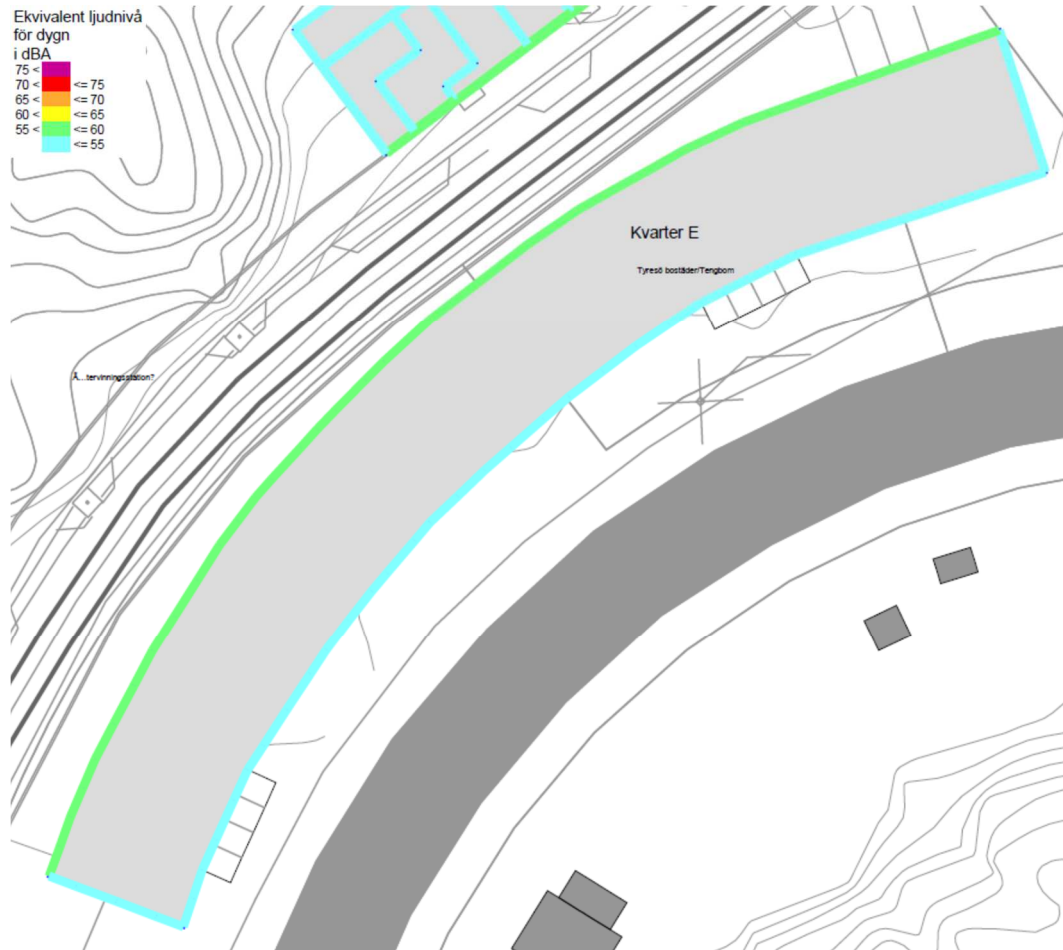 Ekvivalent ljudnivå
för dygn
i dBA
75 <
70 < <= 75
65 < <= 70
60 < <= 65
55 < <= 60
<= 55
Kvarter E
Tyresö bostäder/Tengbom
Ã…tervinningsstation?